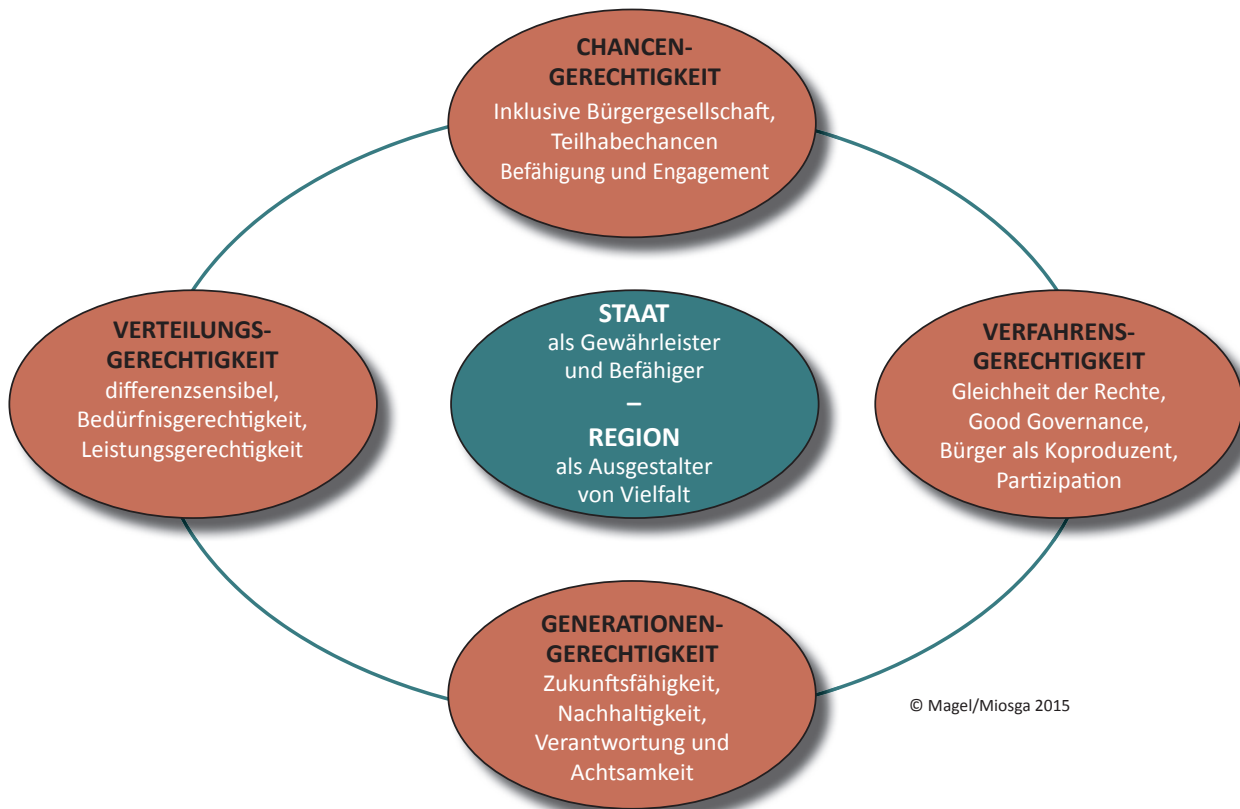 CHANCEN-
GERECHTIGKEIT
Inklusive Bürgergesellschaft,
Teilhabechancen
Befähigung und Engagement
VERTEILUNGS-
GERECHTIGKEIT
differenzsensibel,
Bedürfnisgerechtigkeit,
Leistungsgerechtigkeit
STAAT
als Gewährleister
und Befähiger
–
REGION
als Ausgestalter
von Vielfalt
VERFAHRENS-
GERECHTIGKEIT
Gleichheit der Rechte,
Good Governance,
Bürger als Koproduzent,
Partizipation
GENERATIONEN-
GERECHTIGKEIT
Zukunftsfähigkeit,
Nachhaltigkeit,
Verantwortung und
Achtsamkeit
© Magel/Miosga 2015